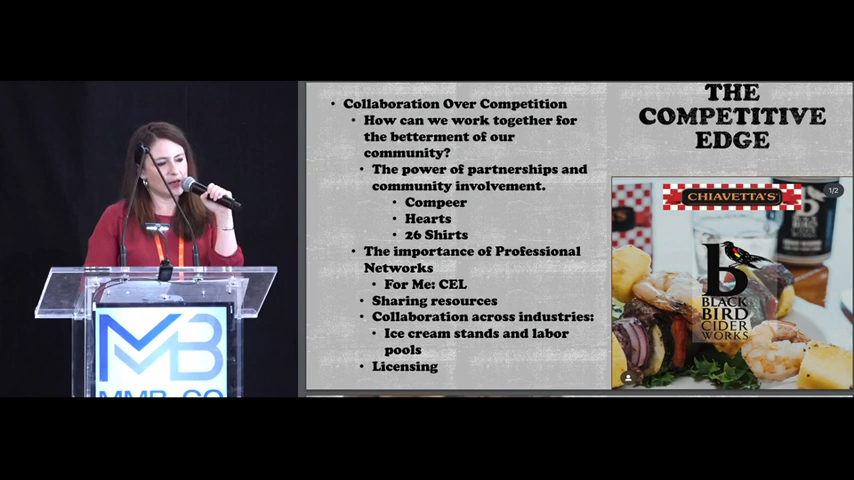 Collaboration Over Competition
How can we work together for
the betterment of our
community?
The power of partnerships and
community involvement.
Compeer
Hearts
26 Shirts
The importance of Professional
Networks
For Me: CEL
Sharing resources
Collaboration across industries:
Ice cream stands and labor
pools
Licensing
THE
COMPETITIVE
EDGE
CHIAVETTA'S
1/2
b
BLACK
BIRD
CIDER
WORKS
MB